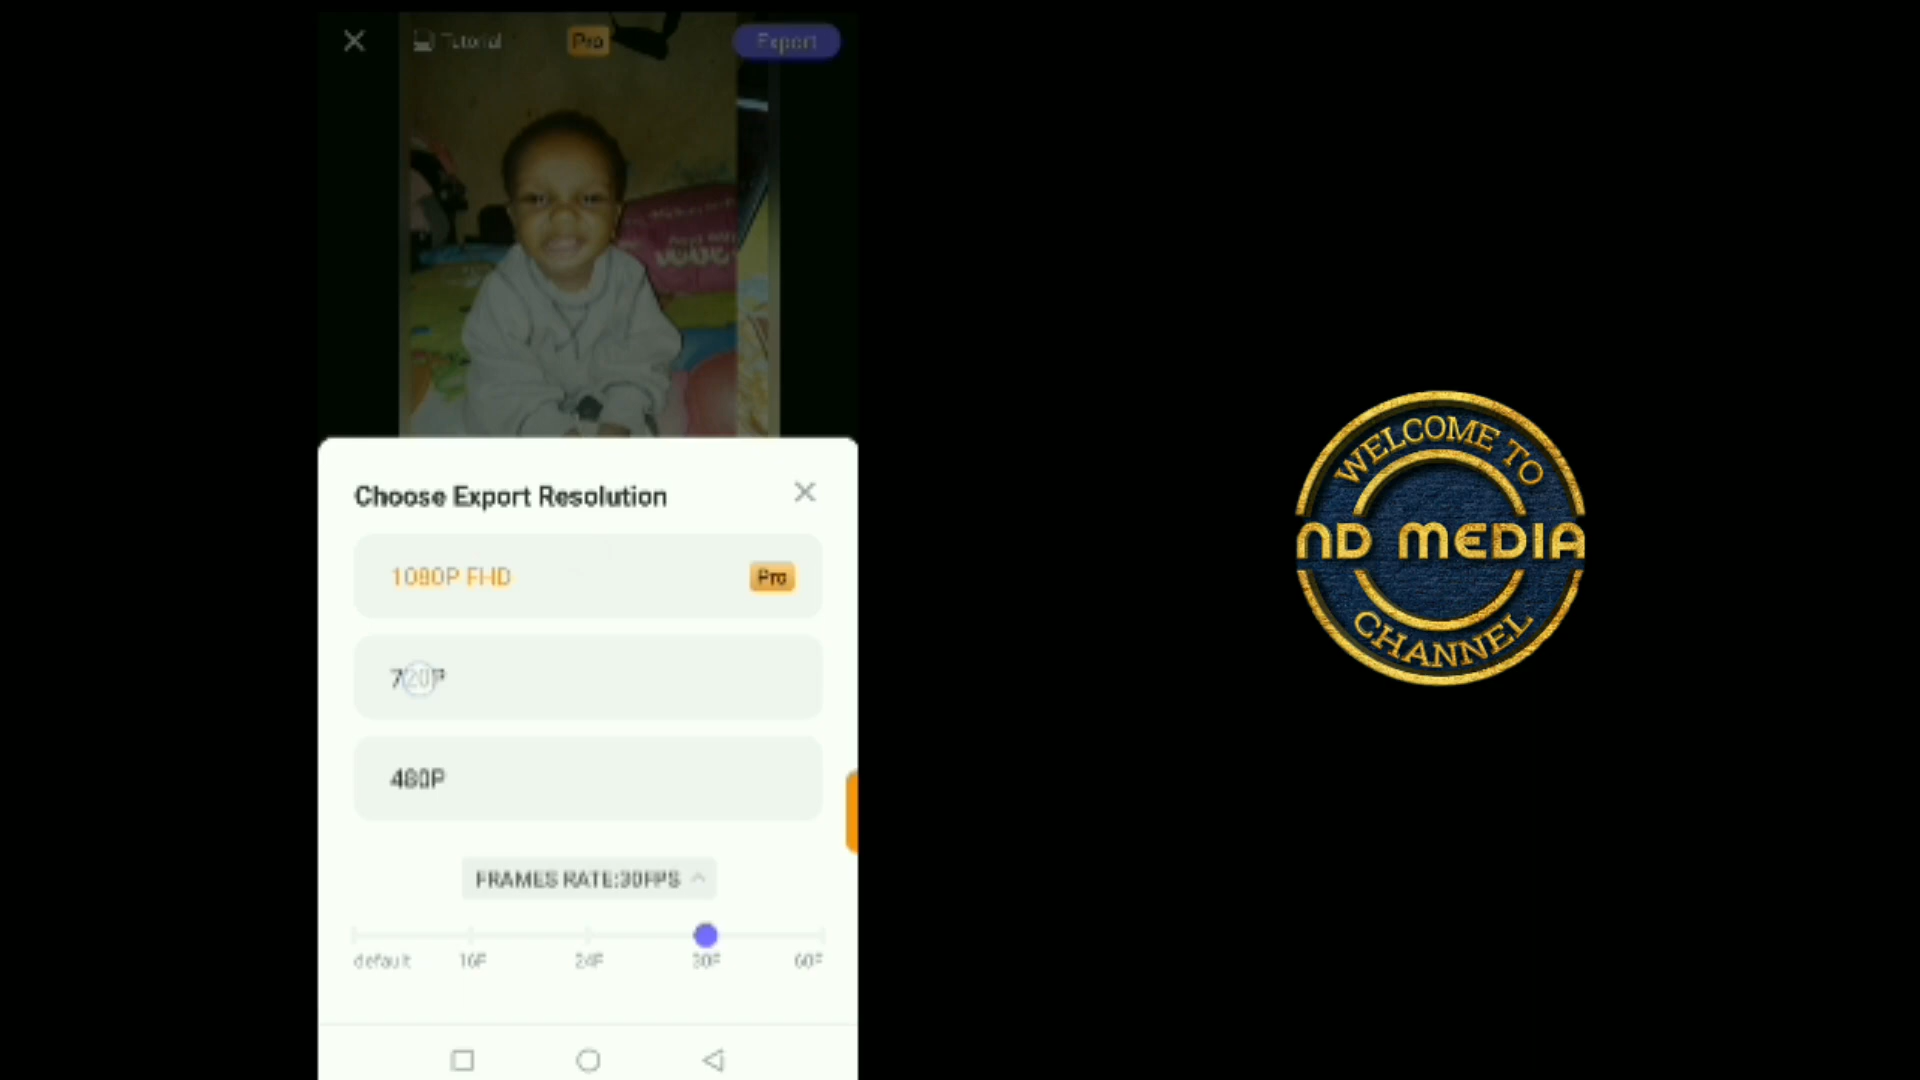 Tutorial
Pro
Export
Choose Export Resolution
1080P FHD
Pro
720P
480P
FRAMES RATE:30FPS
default
16F
24F
30F
60F
WELCOME TO
ND MEDIA
CHANNEL